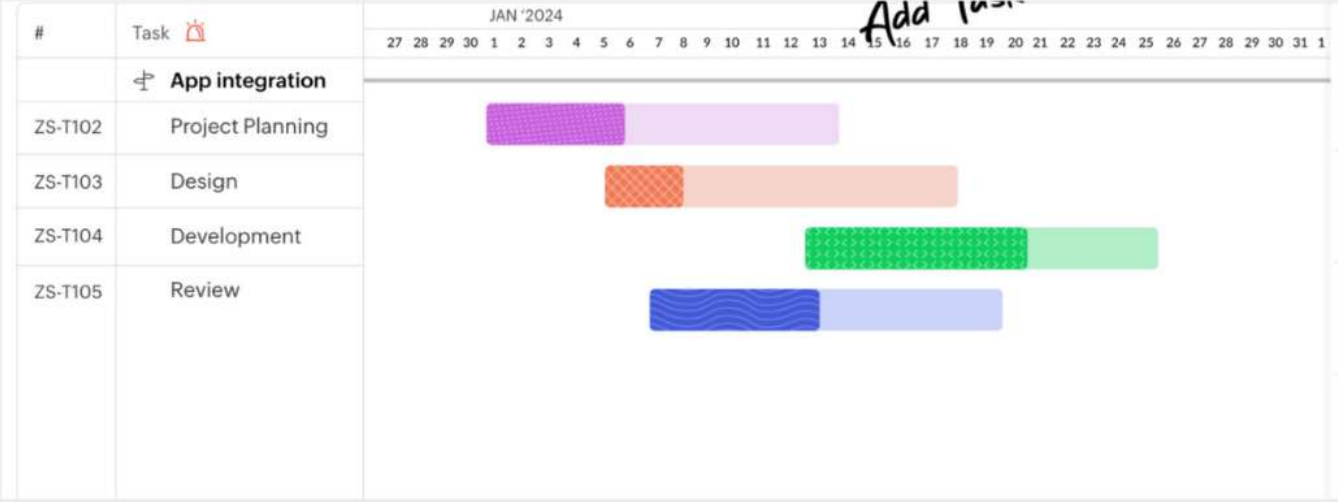 JAN '2024
# Task
Add Task
27 28 29 30 1 2 3 4 5 6 7 8 9 10 11 12 13 14 15 16 17 18 19 20 21 22 23 24 25 26 27 28 29 30 31 1
App integration
ZS-T102 Project Planning
ZS-T103 Design
ZS-T104 Development
ZS-T105 Review